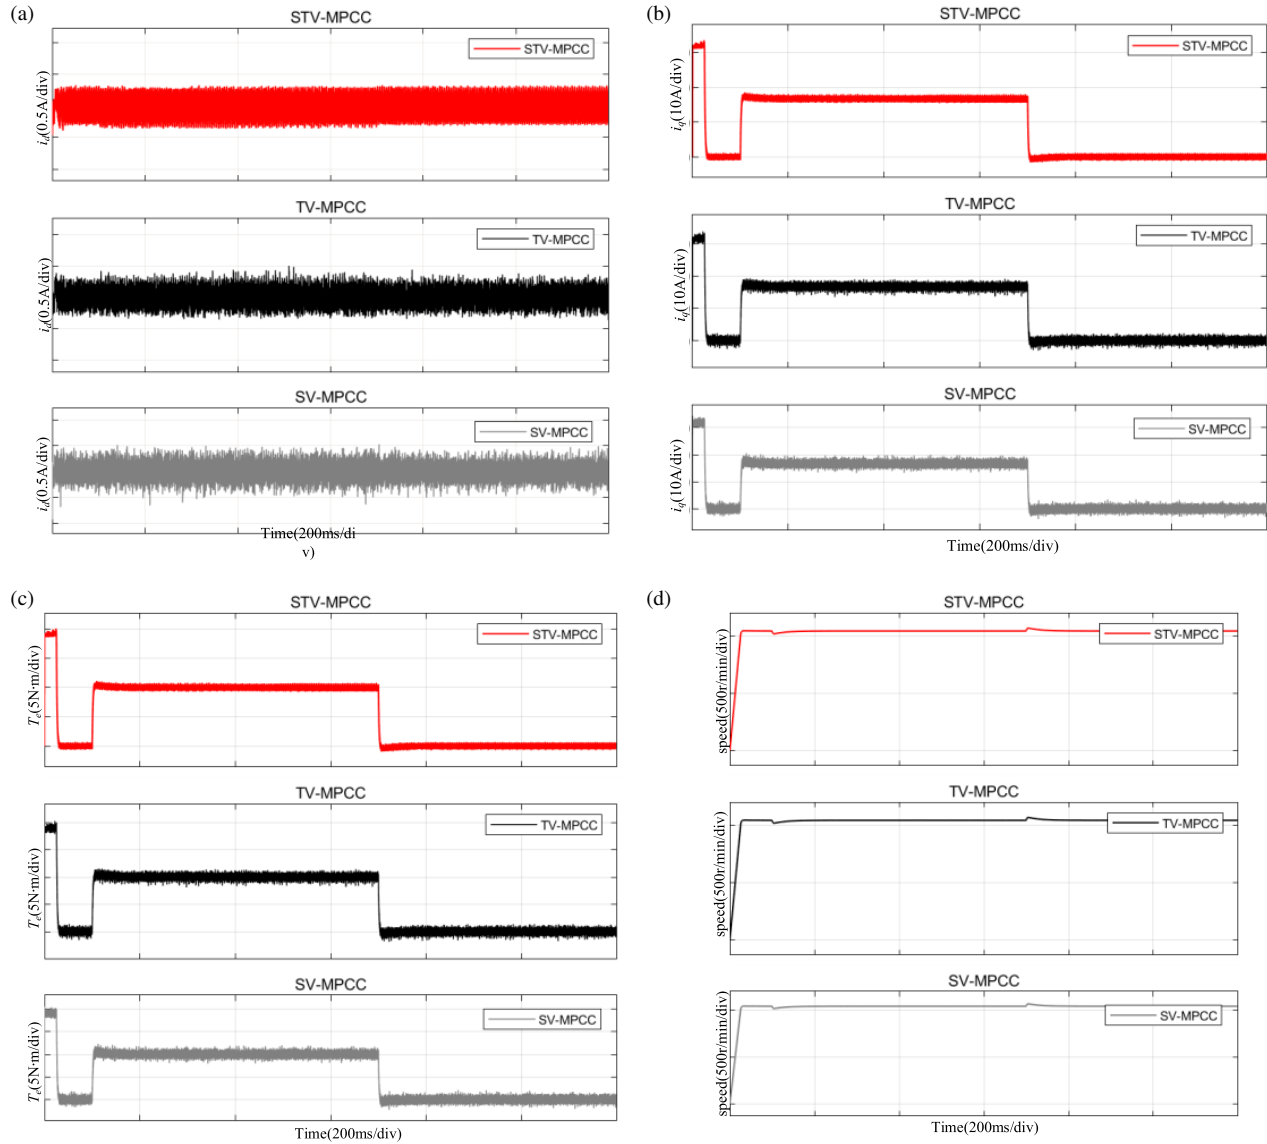 (a)
STV-MPCC
STV-MPCC
id(0.5A/div)
TV-MPCC
TV-MPCC
id(0.5A/div)
SV-MPCC
SV-MPCC
id(0.5A/div)
Time(200ms/di
v)
(b)
STV-MPCC
STV-MPCC
iq(10A/div)
TV-MPCC
TV-MPCC
iq(10A/div)
SV-MPCC
SV-MPCC
iq(10A/div)
Time(200ms/div)
(c)
STV-MPCC
STV-MPCC
Te(5N·m/div)
TV-MPCC
TV-MPCC
Te(5N·m/div)
SV-MPCC
SV-MPCC
Te(5N·m/div)
Time(200ms/div)
(d)
STV-MPCC
STV-MPCC
speed(500r/min/div)
TV-MPCC
TV-MPCC
speed(500r/min/div)
SV-MPCC
SV-MPCC
speed(500r/min/div)
Time(200ms/div)